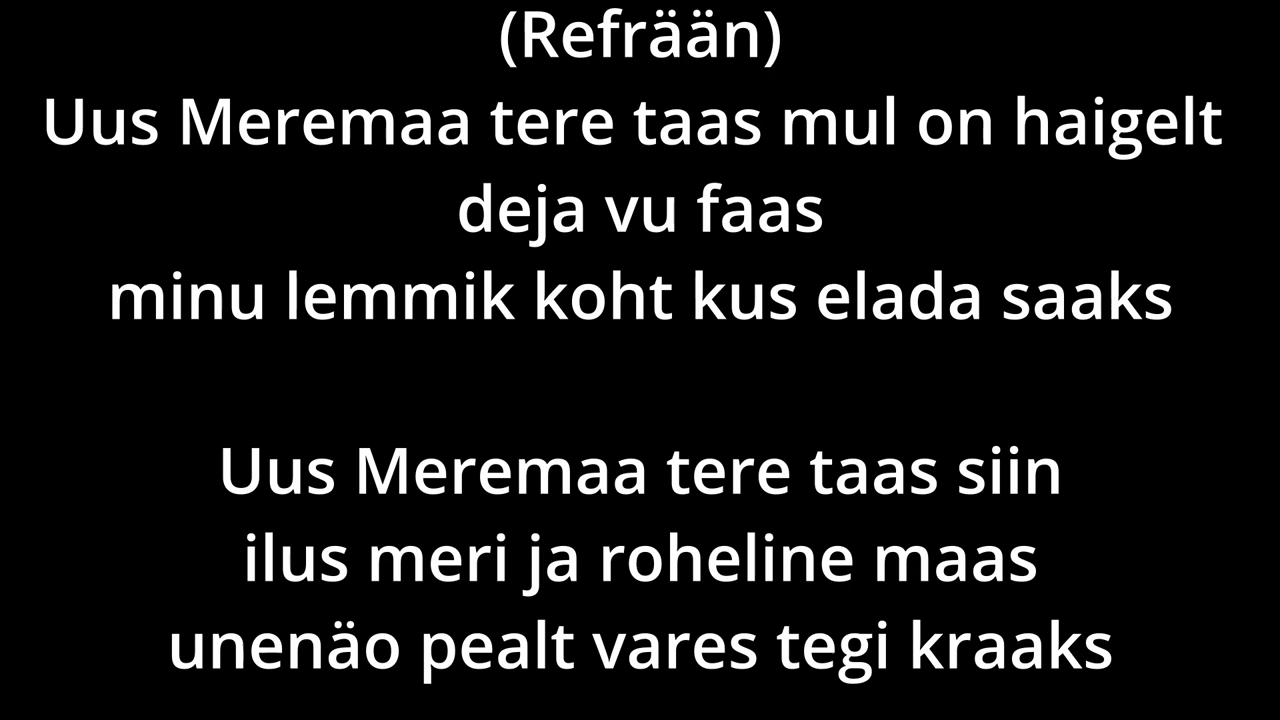 (Refrään)
Uus Meremaa tere taas mul on haigelt
deja vu faas
minu lemmik koht kus elada saaks
Uus Meremaa tere taas siin
ilus meri ja roheline maas
unenäo pealt vares tegi kraaks